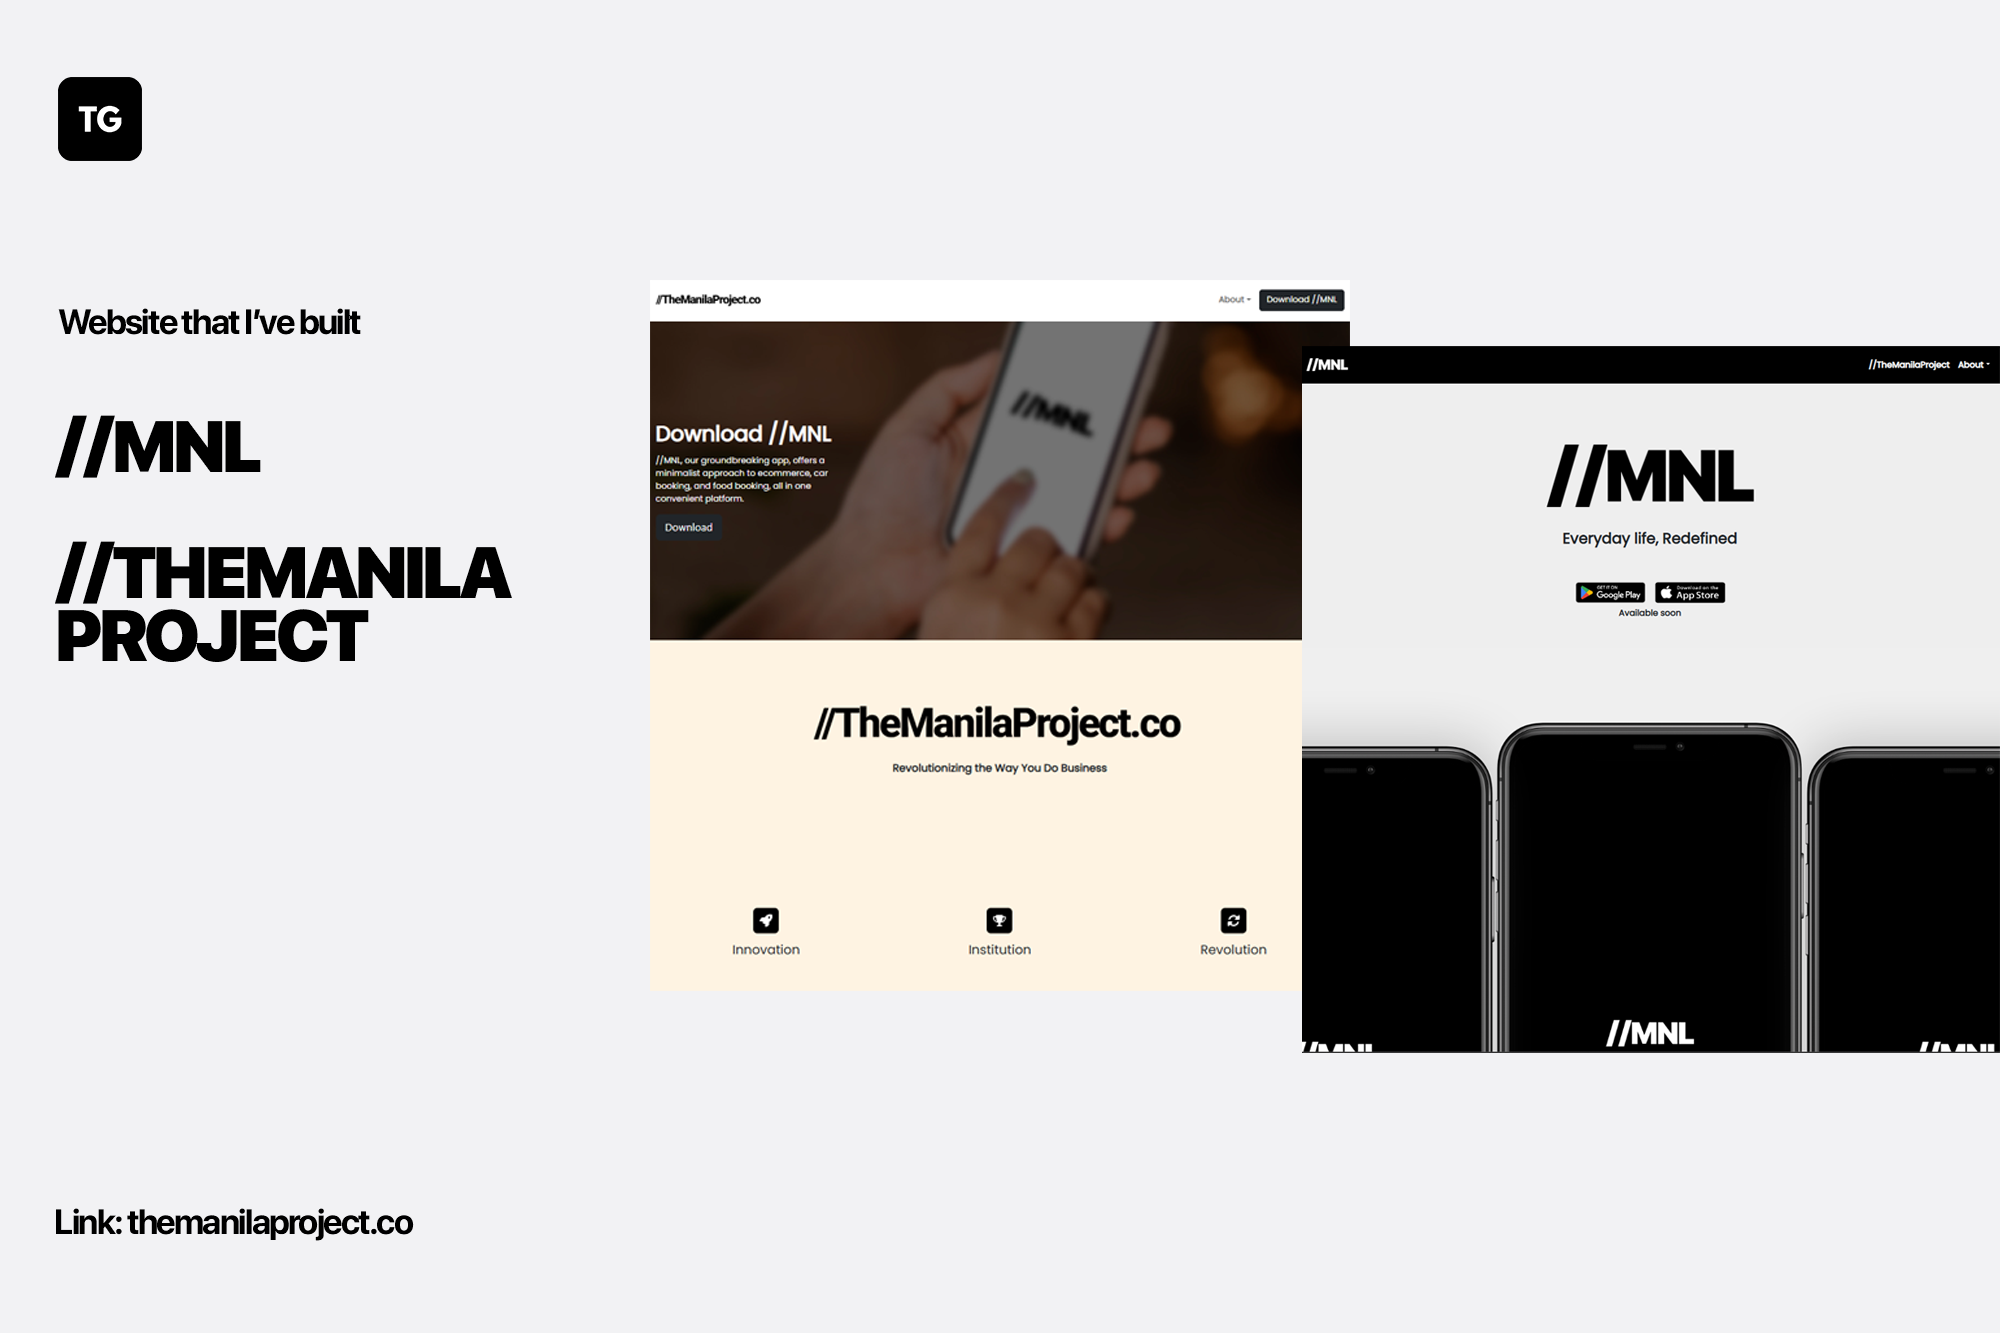 TG
Website that I've built
//MNL
//THEMANILA
PROJECT
Link: themanilaproject.co
//TheManilaProject.co
About
Download //MNL
//MNL
Download //MNL
//MNL, our groundbreaking app, offers a
minimalist approach to ecommerce, car
booking, and food booking, all in one
convenient platform.
Download
//TheManilaProject.co
Revolutionizing the Way You Do Business
Innovation
Institution
Revolution
//MNL
//TheManilaProject
About
//MNL
Everyday life, Redefined
GET IT ON
Google Play
Download on the
App Store
Available soon
//MNL
//MNL
//MNL